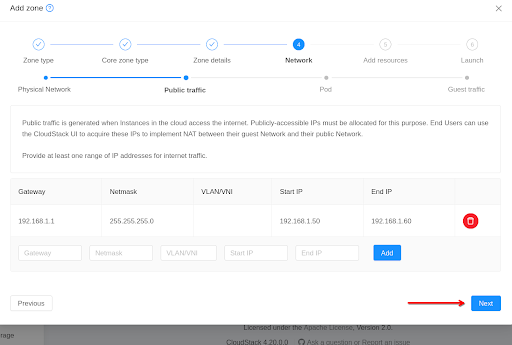 Add zone ?
4 5 6
Zone type Core zone type Zone details Network Add resources Launch
Physical Network Public traffic Pod Guest traffic
Public traffic is generated when Instances in the cloud access the internet. Publicly-accessible IPs must be allocated for this purpose. End Users can use
the CloudStack UI to acquire these IPs to implement NAT between their guest Network and their public Network.
Provide at least one range of IP addresses for internet traffic.
Gateway Netmask VLAN/VNI Start IP End IP
192.168.1.1 255.255.255.0 192.168.1.50 192.168.1.60
Gateway Netmask VLAN/VNI Start IP End IP Add
Previous Next
Licensed under the Apache License, Version 2.0.
rage
CloudStack 4.20.0.0 Ask a question or Report an issue